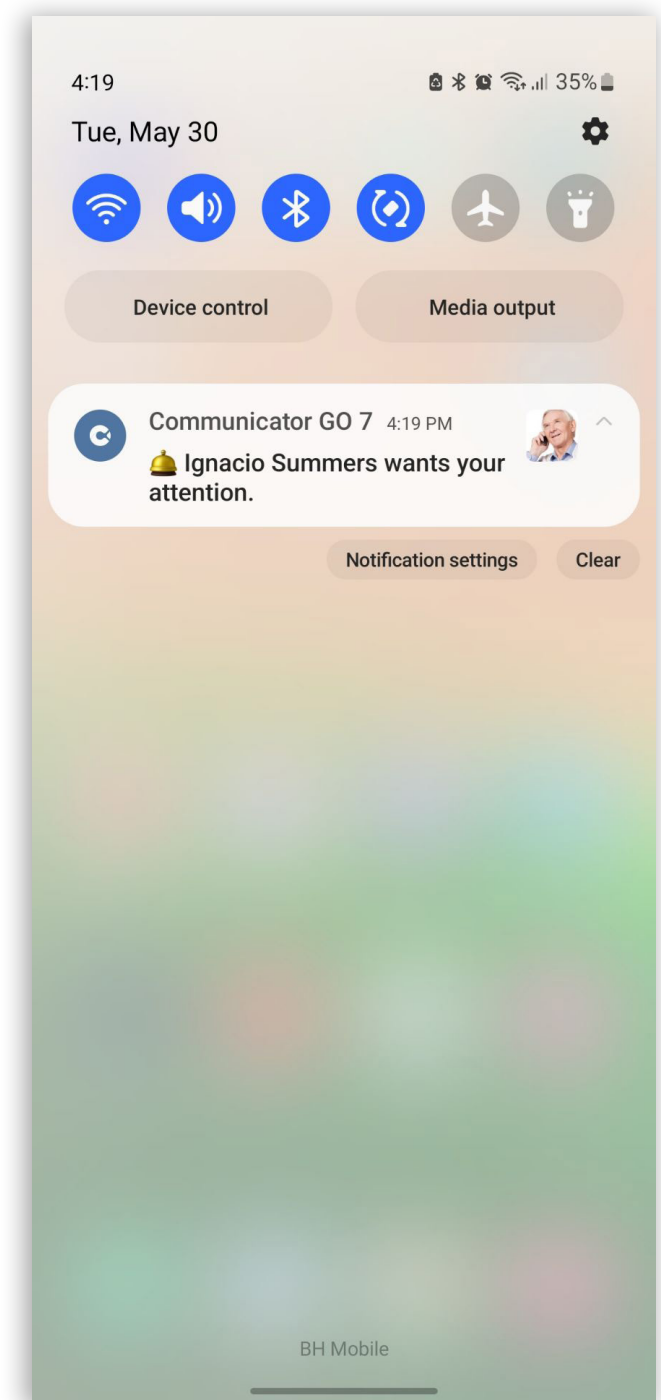 4:19 35%
Tue, May 30
Device control Media output
Communicator GO 7 4:19 PM
Ignacio Summers wants your
attention.
Notification settings Clear
BH Mobile